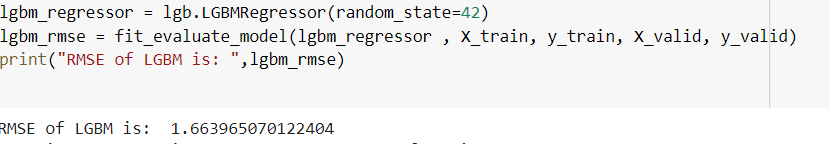 lgbm_regressor = lgb.LGBMRegressor(random_state=42)
lgbm_rmse = fit_evaluate_model(lgbm_regressor , X_train, y_train, X_valid, y_valid)
print("RMSE of LGBM is: ",lgbm_rmse)
RMSE of LGBM is:  1.663965070122404